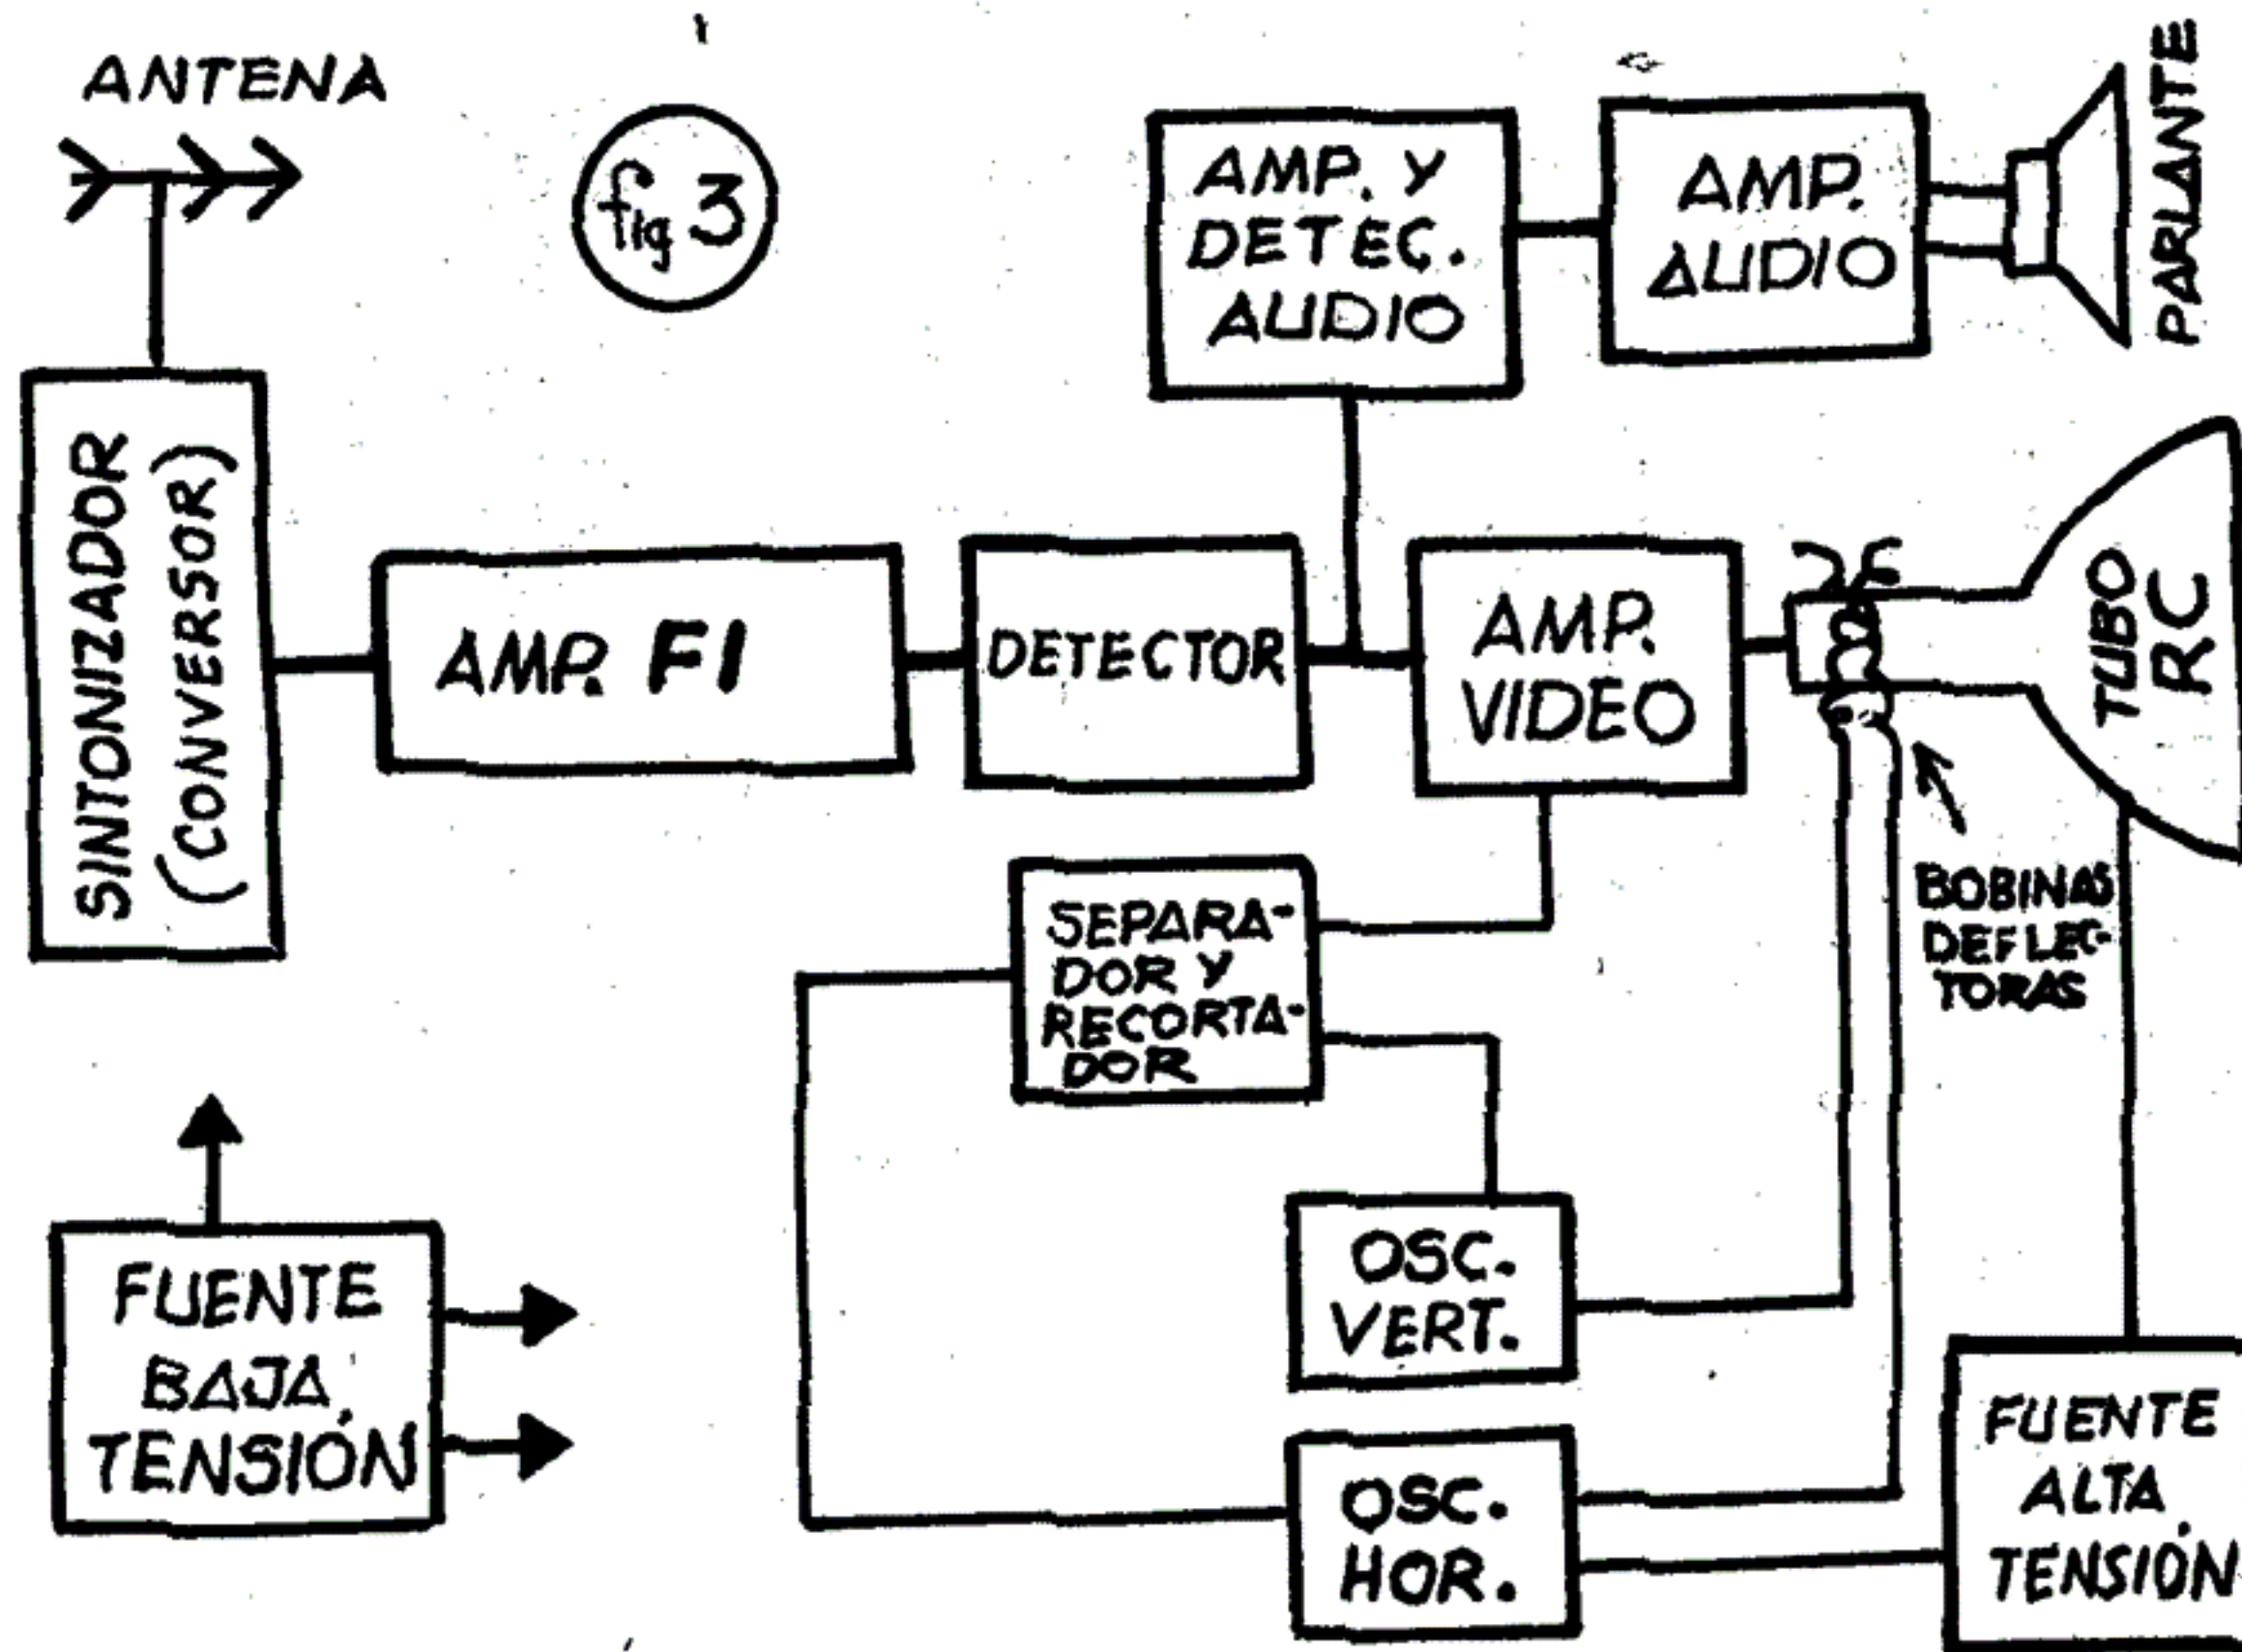 ANTENA
fig 3
AMP. Y
DETEC.
AUDIO
AMP.
AUDIO
PARLANTE
SINTONIZADOR
(CONVERSOR)
AMP. FI
DETECTOR
AMP.
VIDEO
TUBO
RC
BOBINAS
DEFLEC-
TORAS
SEPARA-
DOR Y
RECORTA-
DOR
FUENTE
BAJA
TENSIÓN
OSC.
VERT.
OSC.
HOR.
FUENTE
ALTA
TENSIÓN